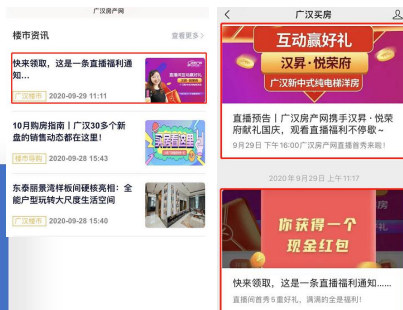 广汉房产网
楼市资讯
查看更多>
快来领取，这是一条直播福利通
知...
广汉楼市 2020-09-29 11:11
10月购房指南丨广汉30多个新
盘的销售动态都在这里！
楼市导购 2020-09-28 15:43
买房看这里
东泰丽景湾样板间硬核亮相：全
能户型玩转大尺度生活空间
广汉楼市 2020-09-28 15:40
广汉买房
互动赢好礼
汉昇·悦荣府
广汉新中式纯电梯洋房
直播预告丨广汉房产网携手汉昇·悦荣
府献礼国庆，观看直播福利不停歇~
9月29日 下午16:00广汉房产网直播首秀来啦！
2020年9月29日 上午11:17
你获得一个
现金红包
快来领取，这是一条直播福利通知......
直播间首秀5重好礼，满满的全是福利！